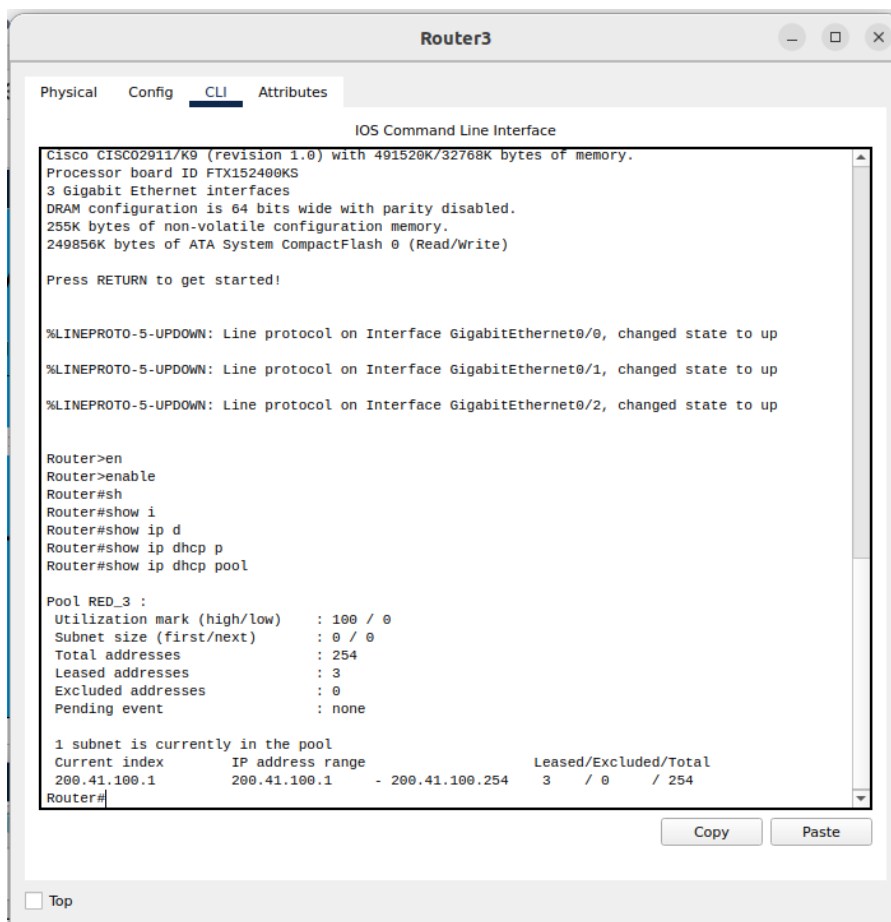 Router3
Physical Config CLI Attributes
IOS Command Line Interface
Cisco CISCO2911/K9 (revision 1.0) with 491520K/32768K bytes of memory.
Processor board ID FTX152400KS
3 Gigabit Ethernet interfaces
DRAM configuration is 64 bits wide with parity disabled.
255K bytes of non-volatile configuration memory.
249856K bytes of ATA System CompactFlash 0 (Read/Write)
Press RETURN to get started!
%LINEPROTO-5-UPDOWN: Line protocol on Interface GigabitEthernet0/0, changed state to up
%LINEPROTO-5-UPDOWN: Line protocol on Interface GigabitEthernet0/1, changed state to up
%LINEPROTO-5-UPDOWN: Line protocol on Interface GigabitEthernet0/2, changed state to up
Router>en
Router>enable
Router#sh
Router#show i
Router#show ip d
Router#show ip dhcp p
Router#show ip dhcp pool
Pool RED_3 :
Utilization mark (high/low) : 100 / 0
Subnet size (first/next) : 0 / 0
Total addresses : 254
Leased addresses : 3
Excluded addresses : 0
Pending event : none
1 subnet is currently in the pool
Current index IP address range Leased/Excluded/Total
200.41.100.1 200.41.100.1 - 200.41.100.254 3 / 0 / 254
Router#
Copy Paste
Top